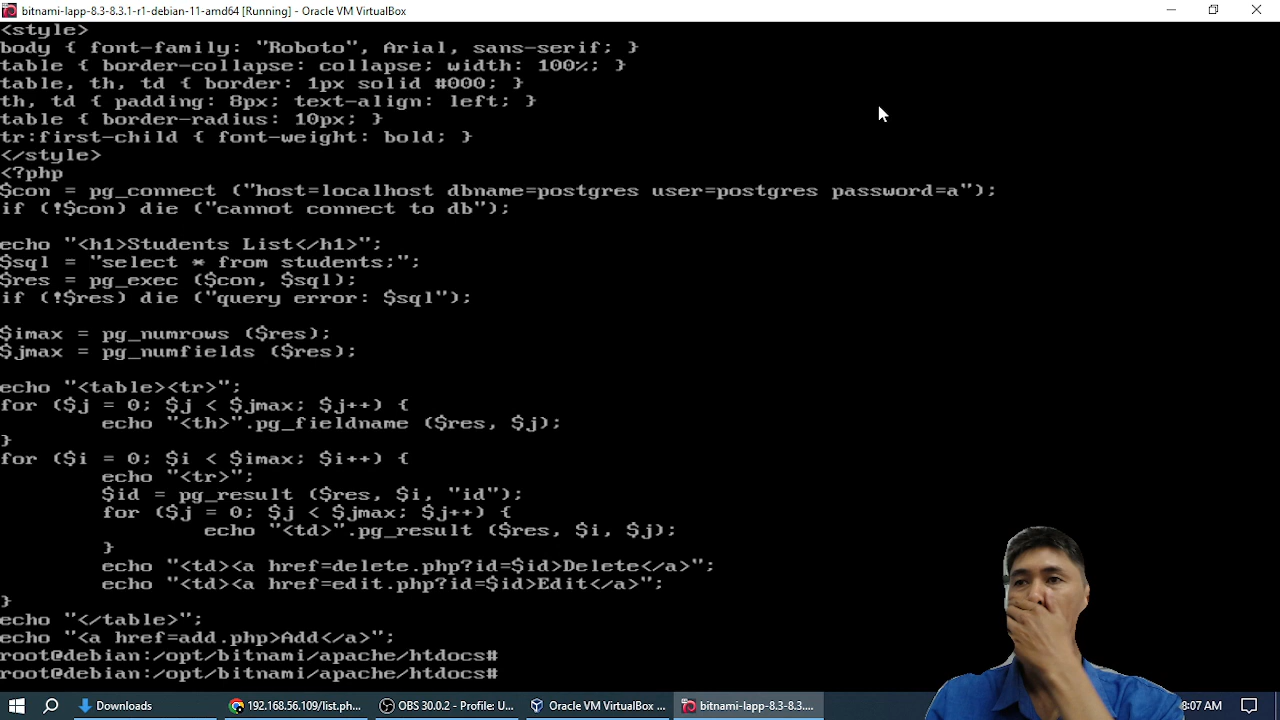 bitnami-lapp-8.3-8.3.1-r1-debian-11-amd64 [Running] - Oracle VM VirtualBox
<style>
body { font-family: "Roboto", Arial, sans-serif; }
table { border-collapse: collapse; width: 100%; }
table, th, td { border: 1px solid #000; }
th, td { padding: 8px; text-align: left; }
table { border-radius: 10px; }
tr:first-child { font-weight: bold; }
</style>
<?php
$con = pg_connect ("host=localhost dbname=postgres user=postgres password=a");
if (!$con) die ("cannot connect to db");
echo "<h1>Students List</h1>";
$sql = "select * from students;";
$res = pg_exec ($con, $sql);
if (!$res) die ("query error: $sql");
$imax = pg_numrows ($res);
$jmax = pg_numfields ($res);
echo "<table><tr>";
for ($j = 0; $j < $jmax; $j++) {
        echo "<th>".pg_fieldname ($res, $j);
}
for ($i = 0; $i < $imax; $i++) {
        echo "<tr>";
        $id = pg_result ($res, $i, "id");
        for ($j = 0; $j < $jmax; $j++) {
                echo "<td>".pg_result ($res, $i, $j);
        }
        echo "<td><a href=delete.php?id=$id>Delete</a>";
        echo "<td><a href=edit.php?id=$id>Edit</a>";
}
echo "</table>";
echo "<a href=add.php>Add</a>";
root@debian:/opt/bitnami/apache/htdocs#
root@debian:/opt/bitnami/apache/htdocs#
Downloads
192.168.56.109/list.ph...
OBS 30.0.2 - Profile: U...
Oracle VM VirtualBox ...
bitnami-lapp-8.3-8.3....
8:07 AM